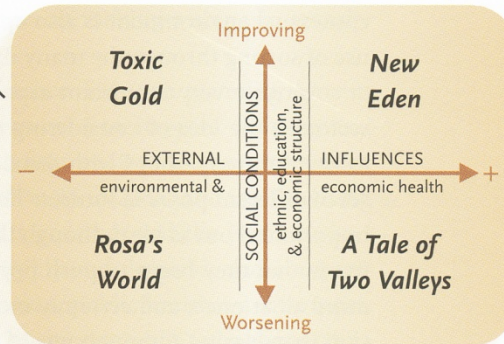 Improving
Toxic
Gold
New
Eden
SOCIAL CONDITIONS
ethnic, education,
& economic structure
−
EXTERNAL
INFLUENCES
+
environmental &
economic health
Rosa's
World
A Tale of
Two Valleys
Worsening